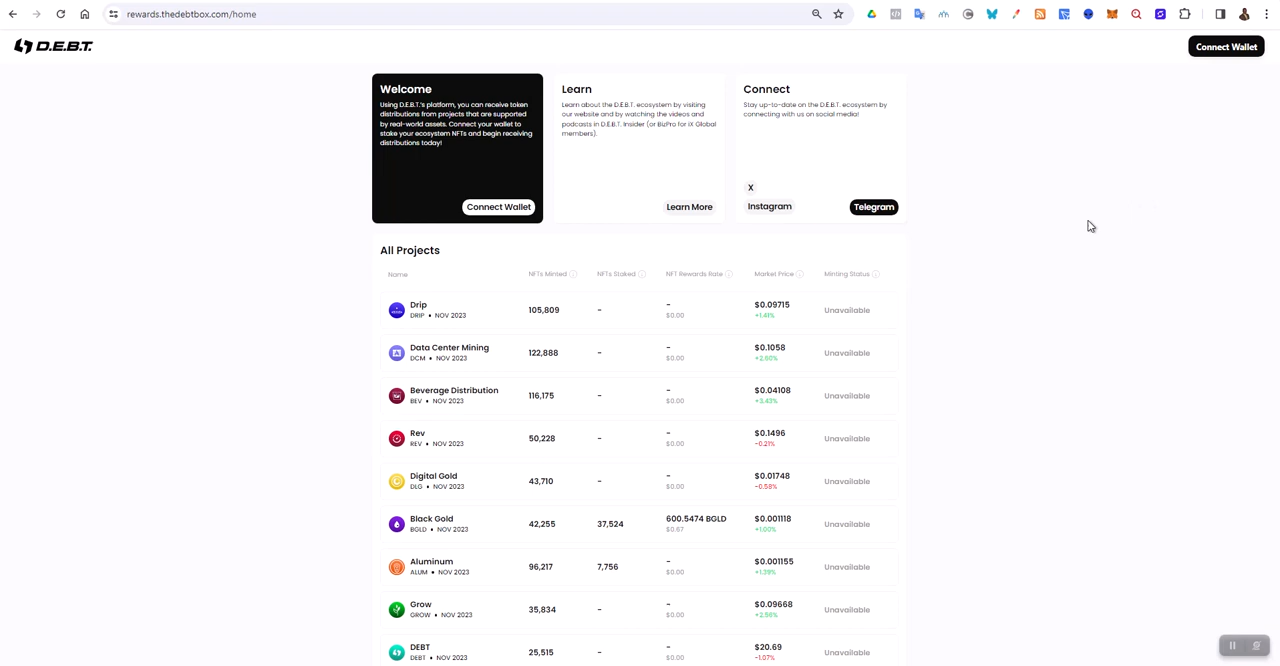 rewards.thedebtbox.com/home
D.E.B.T.
Connect Wallet
Welcome
Using D.E.B.T.'s platform, you can receive token
distributions from projects that are supported
by real-world assets. Connect your wallet to
stake your ecosystem NFTs and begin receiving
distributions today!
Connect Wallet
Learn
Learn about the D.E.B.T. ecosystem by visiting
our website and by watching the videos and
podcasts in D.E.B.T. Insider (or BizPro for iX Global
members).
Learn More
Connect
Stay up-to-date on the D.E.B.T. ecosystem by
connecting with us on social media!
X
Instagram
Telegram
All Projects
Name NFTs Minted NFTs Staked NFT Rewards Rate Market Price Minting Status
Drip 105,809 - - $0.09715 Unavailable
DRIP • NOV 2023 $0.00 +1.41%
Data Center Mining 122,888 - - $0.1058 Unavailable
DCM • NOV 2023 $0.00 +2.60%
Beverage Distribution 116,175 - - $0.04108 Unavailable
BEV • NOV 2023 $0.00 +3.43%
Rev 50,228 - - $0.1496 Unavailable
REV • NOV 2023 $0.00 -0.21%
Digital Gold 43,710 - - $0.01748 Unavailable
DLG • NOV 2023 $0.00 -0.58%
Black Gold 42,255 37,524 600.5474 BGLD $0.001118 Unavailable
BGLD • NOV 2023 $0.67 +1.00%
Aluminum 96,217 7,756 - $0.001155 Unavailable
ALUM • NOV 2023 $0.00 +1.39%
Grow 35,834 - - $0.09668 Unavailable
GROW • NOV 2023 $0.00 +2.56%
DEBT 25,515 - - $20.69 Unavailable
DEBT • NOV 2023 $0.00 -1.07%